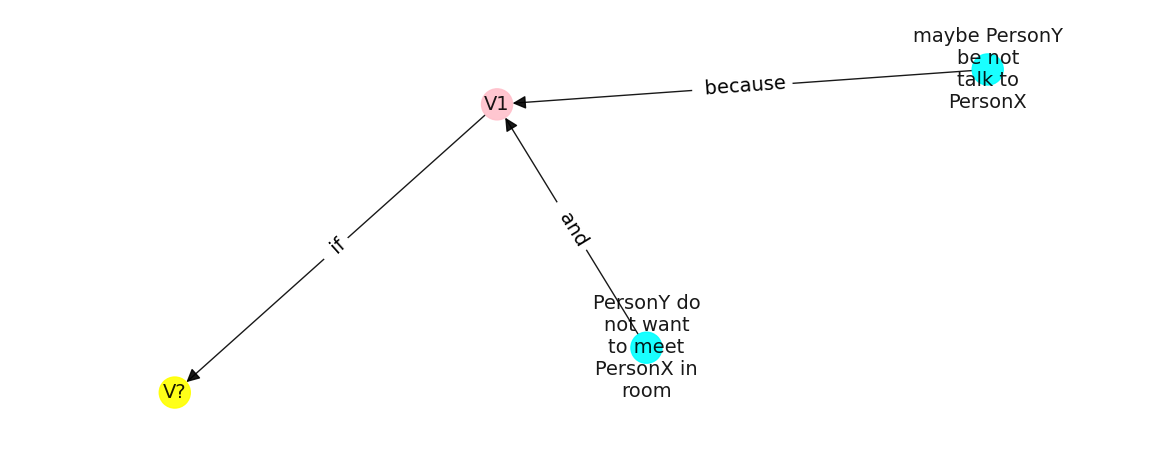 maybe PersonY
be not
talk to
PersonX
because
V1
and
if
PersonY do
not want
to meet
PersonX in
room
V?